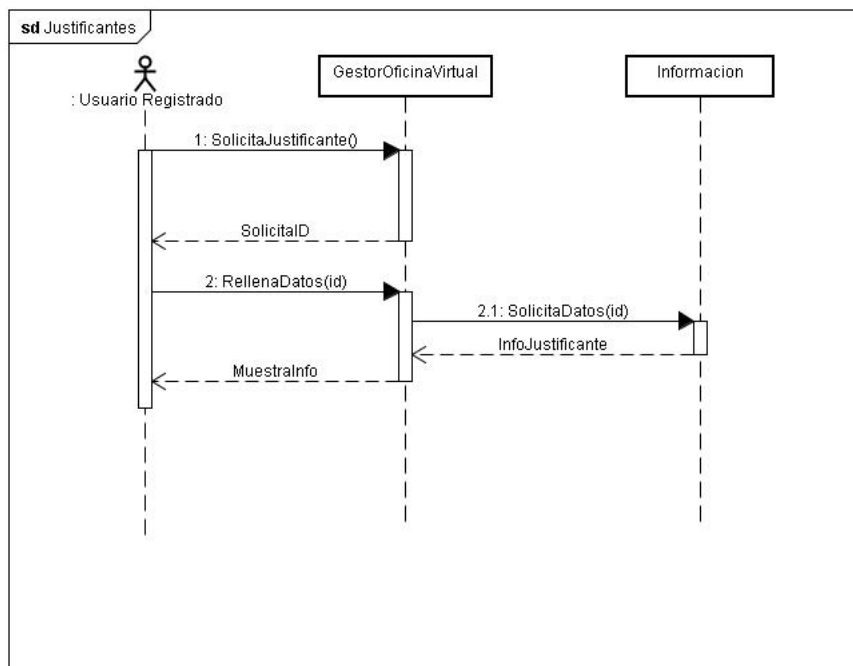 sd Justificantes
: Usuario Registrado
GestorOficinaVirtual
Informacion
1: SolicitaJustificante()
SolicitaID
2: RellenaDatos(id)
2.1: SolicitaDatos(id)
InfoJustificante
MuestraInfo